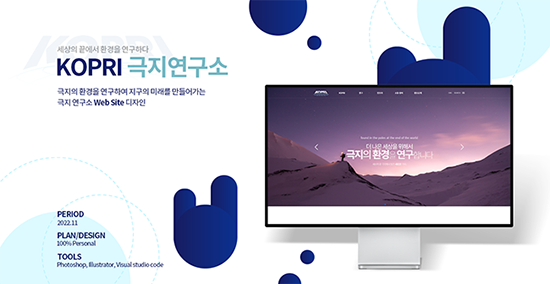 세상의 끝에서 환경을 연구하다
KOPRI 극지연구소
극지의 환경을 연구하여 지구의 미래를 만들어가는
극지 연구소 Web Site 디자인
KOPRI
더 나은 세상을 위해서
극지의 환경을 연구합니다
PERIOD
2022.11
PLAN/DESIGN
100% Personal
TOOLS
Photoshop, Illustrator, Visual studio code